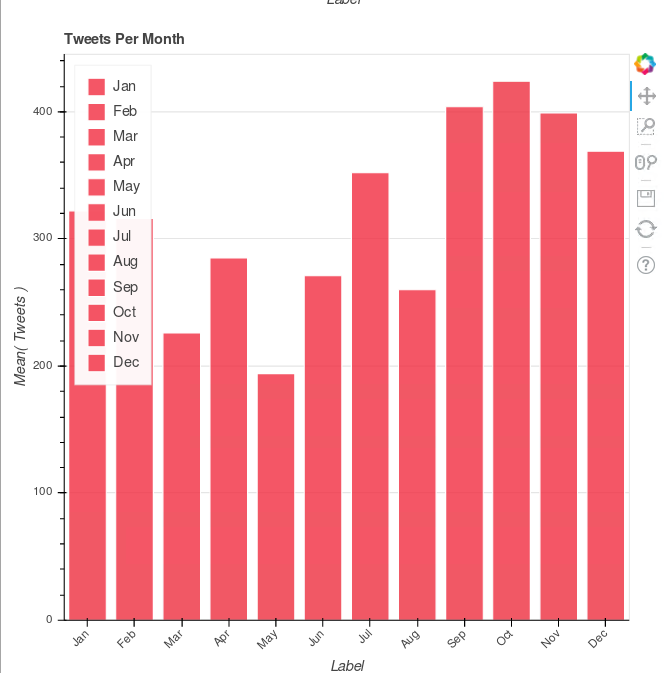 Label
Tweets Per Month
Jan
Feb
Mar
Apr
May
Jun
Jul
Aug
Sep
Oct
Nov
Dec
400
300
200
100
0
Mean( Tweets )
Jan Feb Mar Apr May Jun Jul Aug Sep Oct Nov Dec
Label